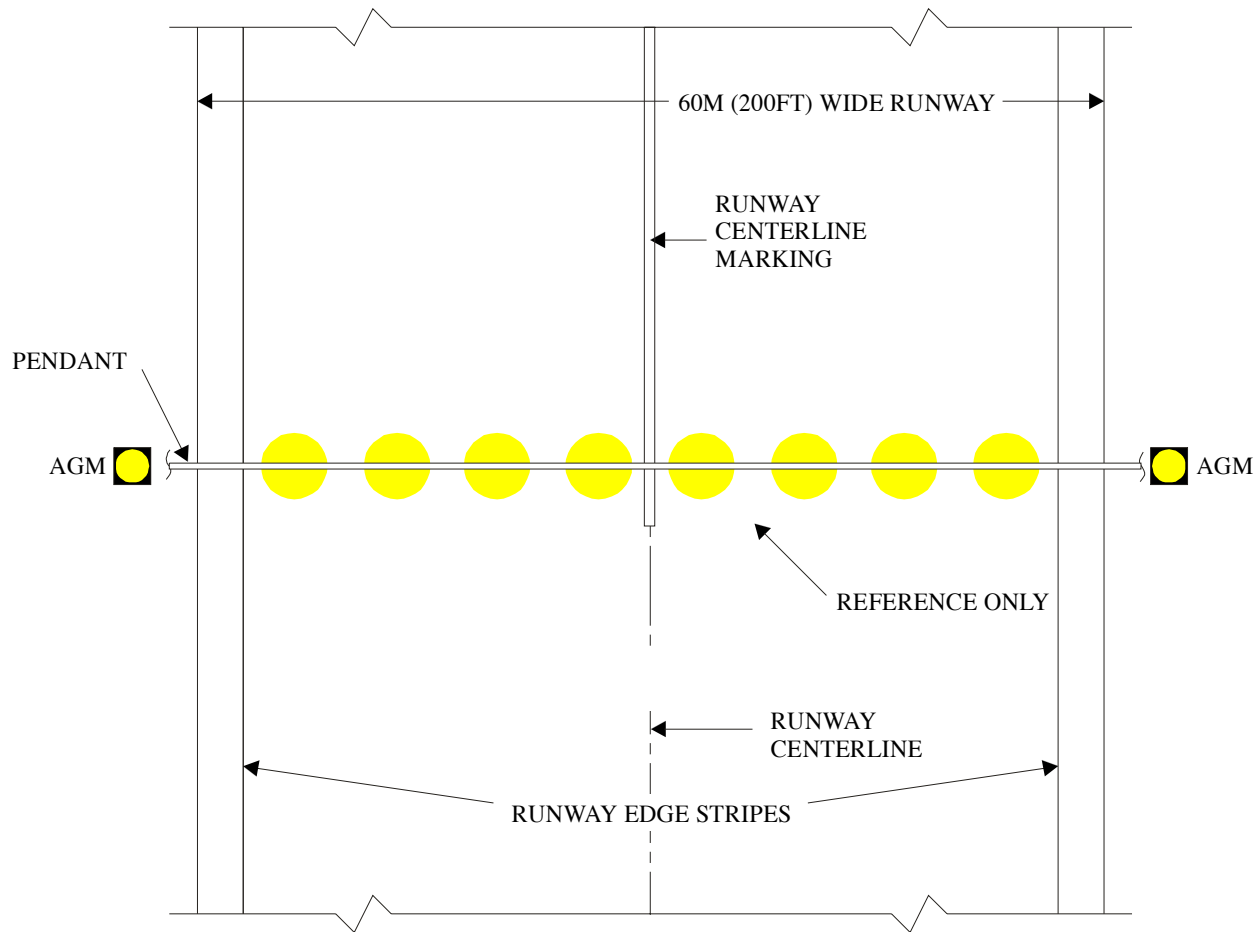 60M (200FT) WIDE RUNWAY
RUNWAY
CENTERLINE
MARKING
PENDANT
AGM
AGM
REFERENCE ONLY
RUNWAY
CENTERLINE
RUNWAY EDGE STRIPES